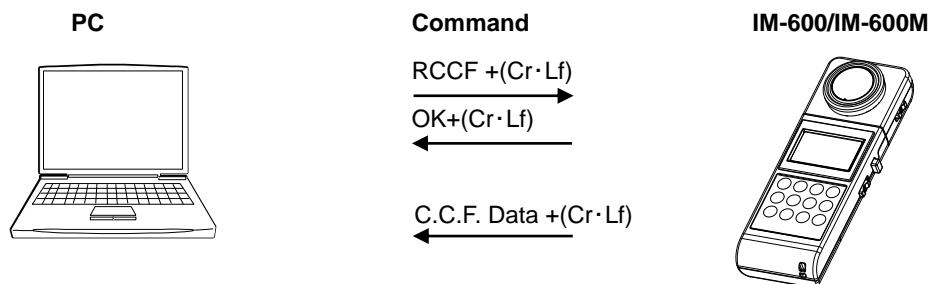 PC
Command
IM-600/IM-600M
RCCF +(Cr･Lf)
OK+(Cr･Lf)
C.C.F. Data +(Cr･Lf)